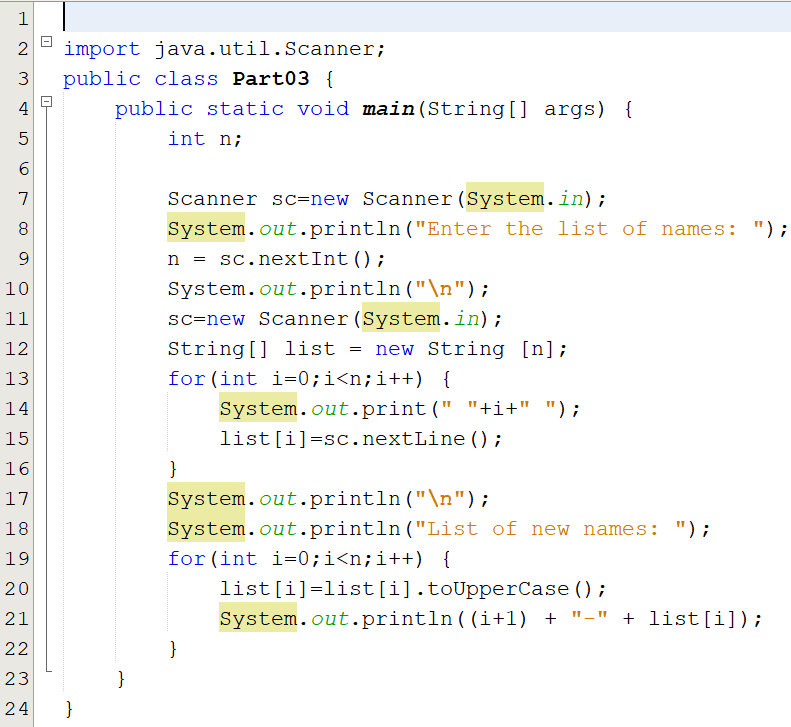 1
2 import java.util.Scanner;
3 public class Part03 {
4     public static void main(String[] args) {
5         int n;
6
7         Scanner sc=new Scanner(System.in);
8         System.out.println("Enter the list of names: ");
9         n = sc.nextInt();
10         System.out.println("\n");
11         sc=new Scanner(System.in);
12         String[] list = new String [n];
13         for(int i=0;i<n;i++) {
14             System.out.print(" "+i+" ");
15             list[i]=sc.nextLine();
16         }
17         System.out.println("\n");
18         System.out.println("List of new names: ");
19         for(int i=0;i<n;i++) {
20             list[i]=list[i].toUpperCase();
21             System.out.println((i+1) + "-" + list[i]);
22         }
23     }
24 }